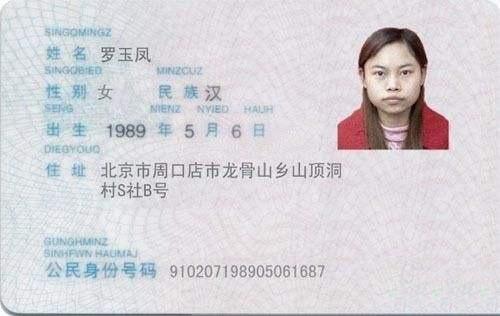 SINGQMINGZ
姓 名 罗玉凤
SINGQBIED MINZCUZ
性 别 女 民 族 汉
SENG NIENZ NYIED HAUH
出 生 1989 年 5 月 6 日
DIEGYOUQ
住 址 北京市周口店市龙骨山乡山顶洞
村S社B号
GUNGHMINZ
SINHFWN HAUMAJ
公民身份号码 910207198905061687